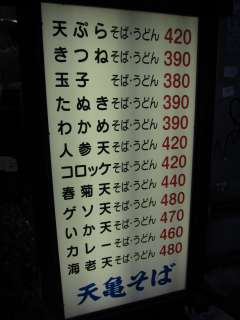 天ぷらそば・うどん 420
きつねそば・うどん 390
玉子 そば・うどん 380
たぬきそば・うどん 390
わかめそば・うどん 390
人参天そば・うどん 420
コロッケそば・うどん 420
春菊天そば・うどん 440
ゲソ天そば・うどん 480
いか天そば・うどん 470
カレーそば・うどん 460
海老天そば・うどん 480
天亀そば